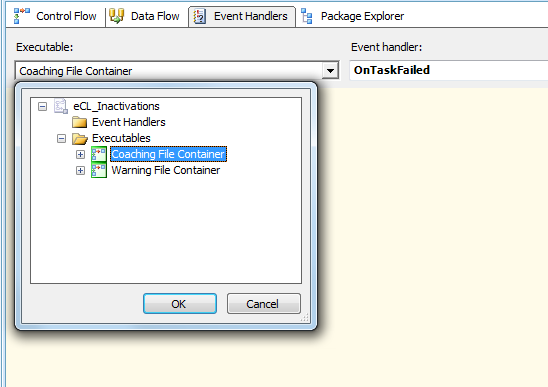 Control Flow Data Flow Event Handlers Package Explorer
Executable: Event handler:
Coaching File Container OnTaskFailed
eCL_Inactivations
Event Handlers
Executables
Coaching File Container
Warning File Container
OK Cancel